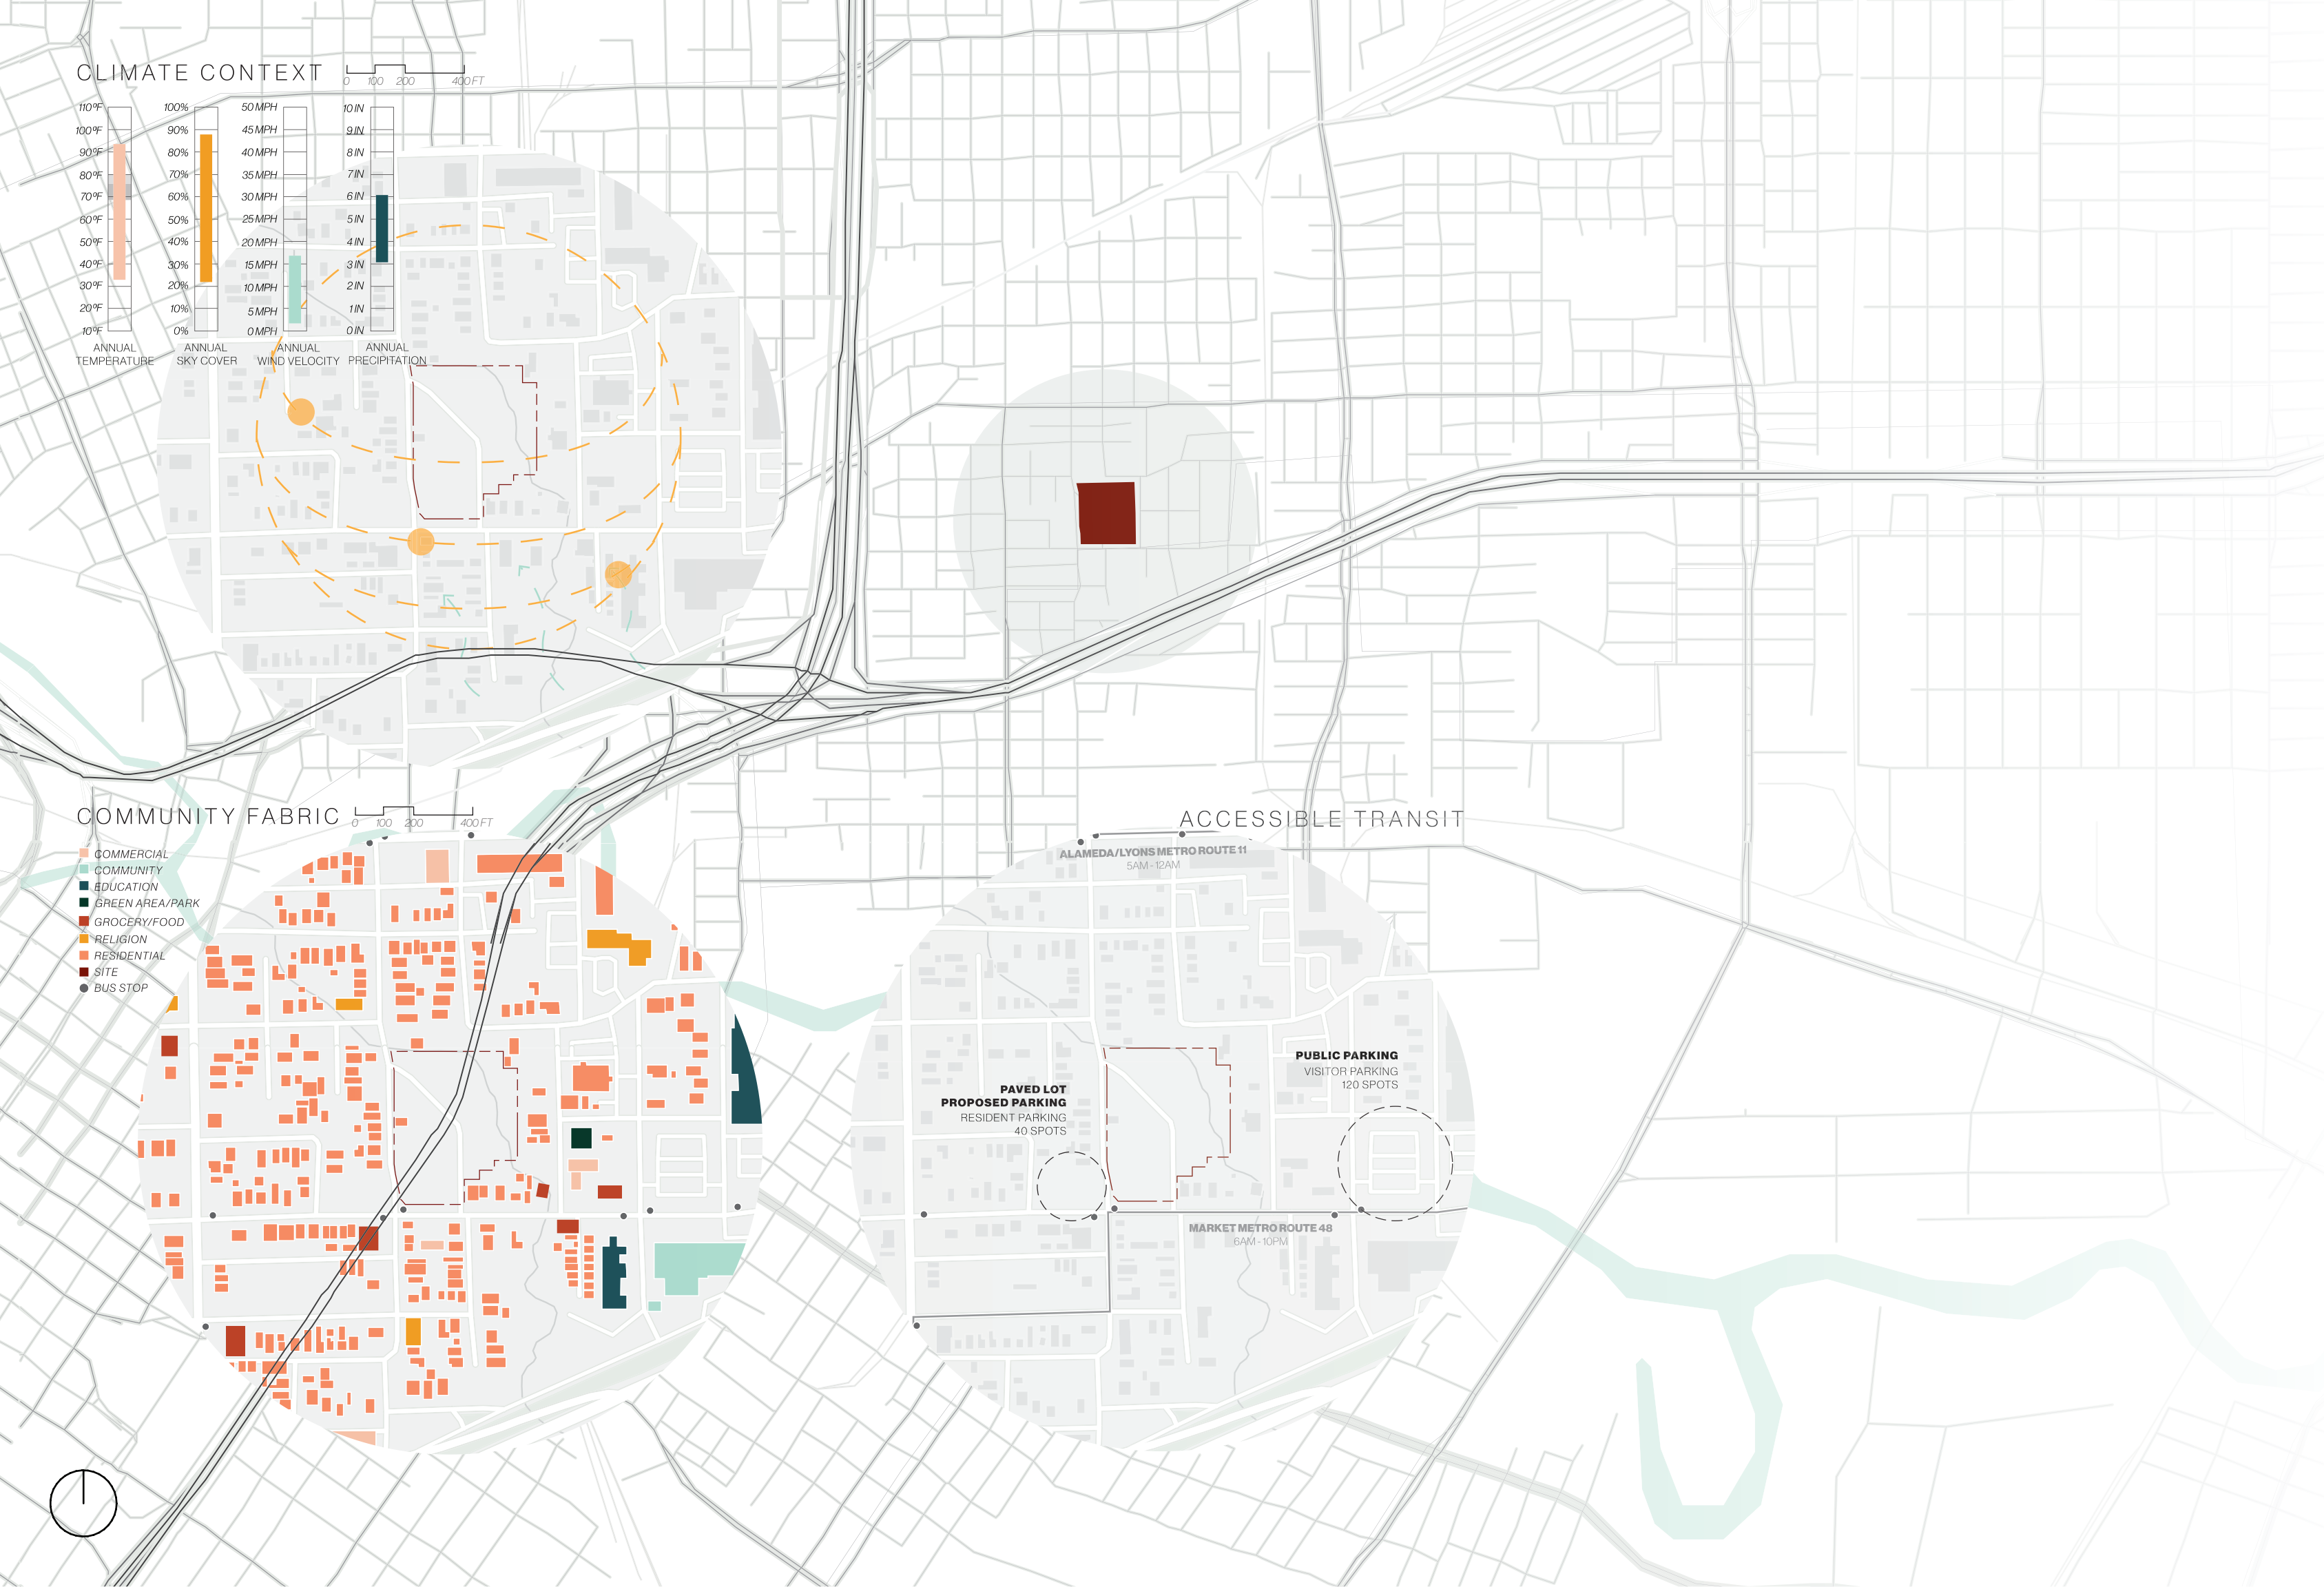 CLIMATE CONTEXT
0 100 200 400 FT
110°F
100°F
90°F
80°F
70°F
60°F
50°F
40°F
30°F
20°F
10°F
ANNUAL
TEMPERATURE
100%
90%
80%
70%
60%
50%
40%
30%
20%
10%
0%
ANNUAL
SKY COVER
50 MPH
45 MPH
40 MPH
35 MPH
30 MPH
25 MPH
20 MPH
15 MPH
10 MPH
5 MPH
0 MPH
ANNUAL
WIND VELOCITY
10 IN
9 IN
8 IN
7 IN
6 IN
5 IN
4 IN
3 IN
2 IN
1 IN
0 IN
ANNUAL
PRECIPITATION
COMMUNITY FABRIC
0 100 200 400 FT
COMMERCIAL
COMMUNITY
EDUCATION
GREEN AREA/PARK
GROCERY/FOOD
RELIGION
RESIDENTIAL
SITE
BUS STOP
ACCESSIBLE TRANSIT
ALAMEDA/LYONS METRO ROUTE 11
5AM - 12AM
PUBLIC PARKING
VISITOR PARKING
120 SPOTS
PAVED LOT
PROPOSED PARKING
RESIDENT PARKING
40 SPOTS
MARKET METRO ROUTE 48
6AM - 10PM